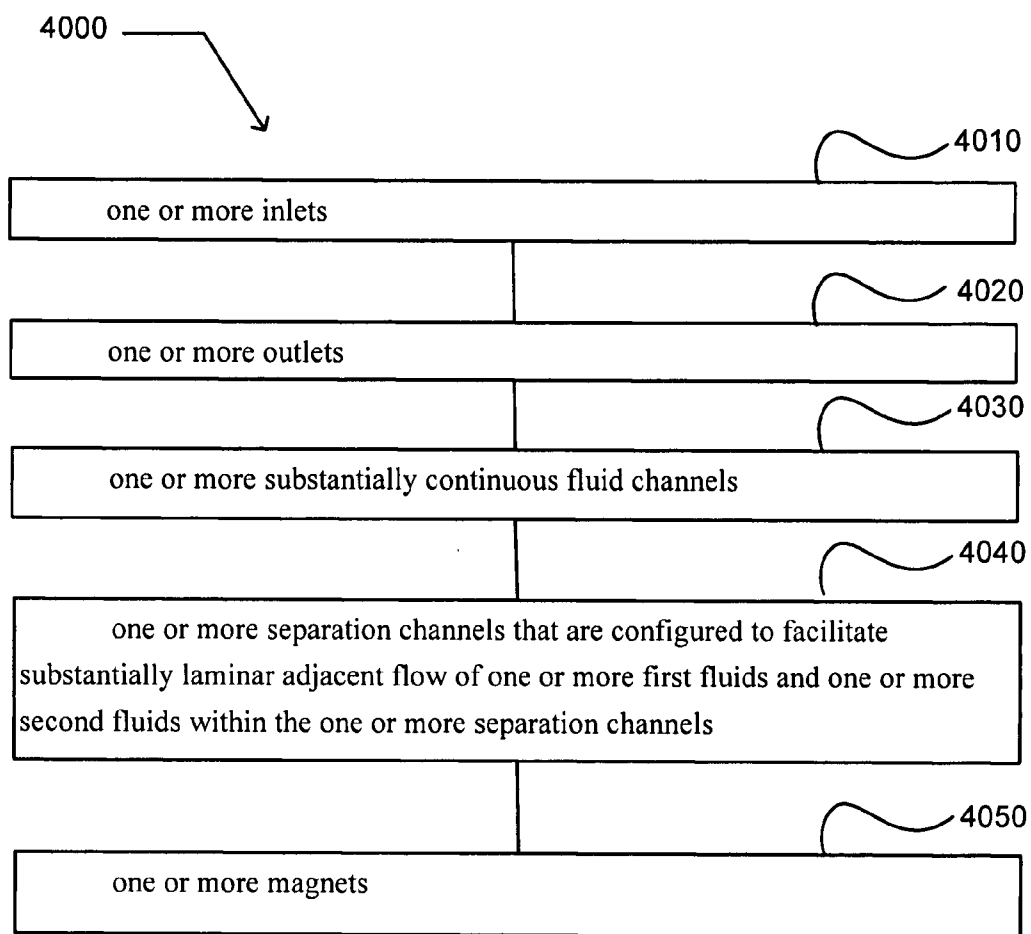 4000
4010
one or more inlets
4020
one or more outlets
4030
one or more substantially continuous fluid channels
4040
one or more separation channels that are configured to facilitate
substantially laminar adjacent flow of one or more first fluids and one or more
second fluids within the one or more separation channels
4050
one or more magnets